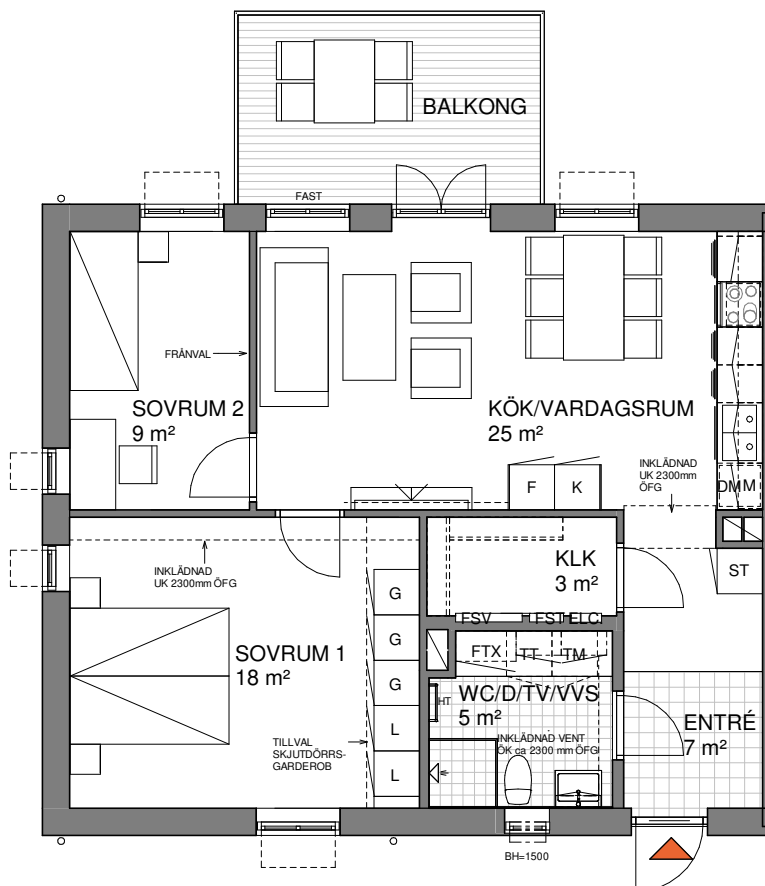 BALKONG
FAST
FRÅNVAL
SOVRUM 2
9 m²
KÖK/VARDAGSRUM
25 m²
INKLÄDNAD
UK 2300mm
ÖFG
F
K
DM
M
INKLÄDNAD
UK 2300mm ÖFG
KLK
3 m²
ST
G
FSV
FST
ELC
G
SOVRUM 1
18 m²
FTX
TT
TM
G
WC/D/TV/VVS
5 m²
HT
ENTRÉ
7 m²
L
TILLVAL
SKJUTDÖRRS-
GARDEROB
INKLÄDNAD VENT
ÖK ca 2300 mm ÖFG
L
BH=1500